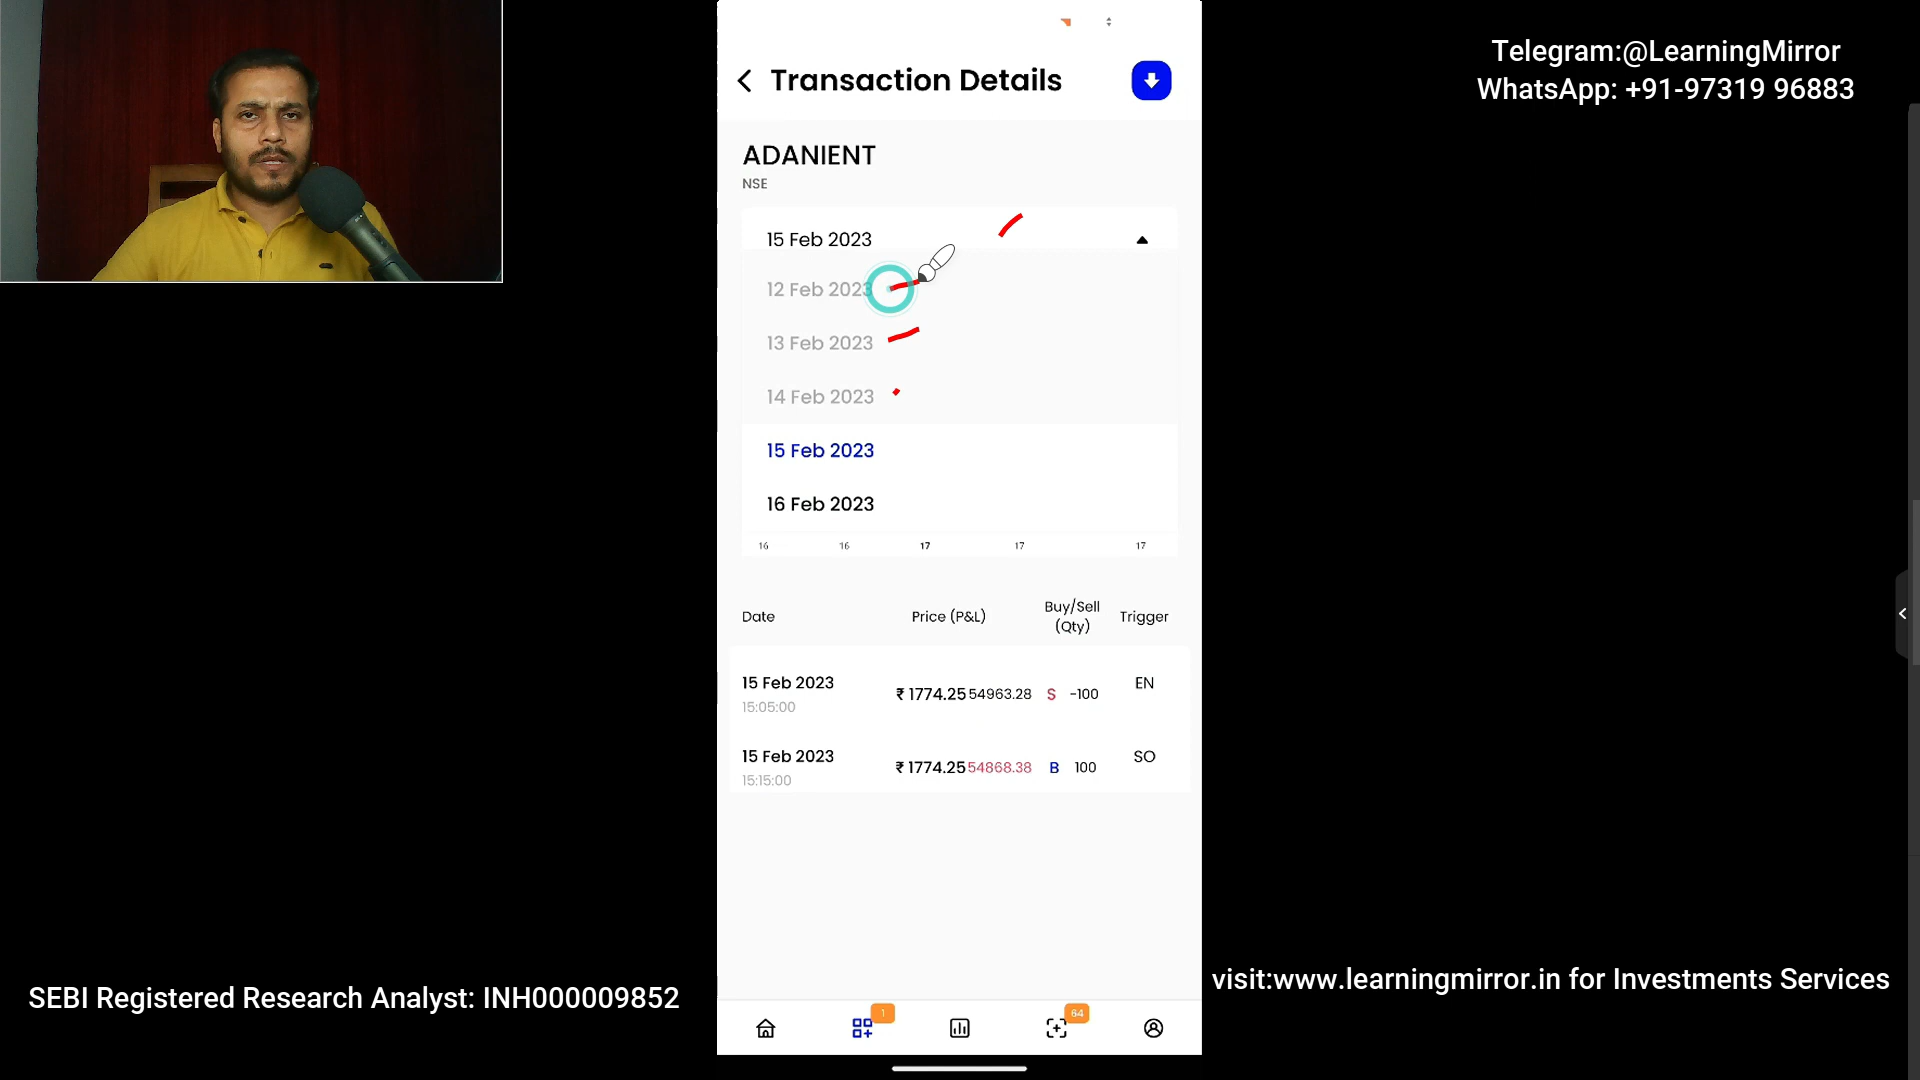 Telegram:@LearningMirror
WhatsApp: +91-97319 96883
Transaction Details
ADANIENT
NSE
15 Feb 2023
12 Feb 2023
13 Feb 2023
14 Feb 2023
15 Feb 2023
16 Feb 2023
16 16 17 17 17
Date Price (P&L) Buy/Sell (Qty) Trigger
15 Feb 2023 ₹ 1774.25 54963.28 S -100 EN
15:05:00
15 Feb 2023 ₹ 1774.25 54868.38 B 100 SO
15:15:00
1
64
SEBI Registered Research Analyst: INH000009852
visit:www.learningmirror.in for Investments Services